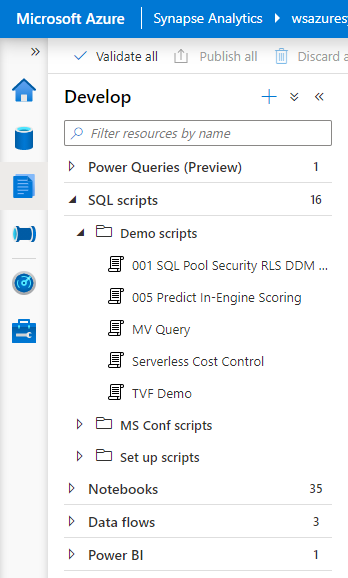 Microsoft Azure Synapse Analytics wsazuresy
Validate all Publish all Discard a
Develop
Filter resources by name
Power Queries (Preview) 1
SQL scripts 16
Demo scripts
001 SQL Pool Security RLS DDM ...
005 Predict In-Engine Scoring
MV Query
Serverless Cost Control
TVF Demo
MS Conf scripts
Set up scripts
Notebooks 35
Data flows 3
Power BI 1